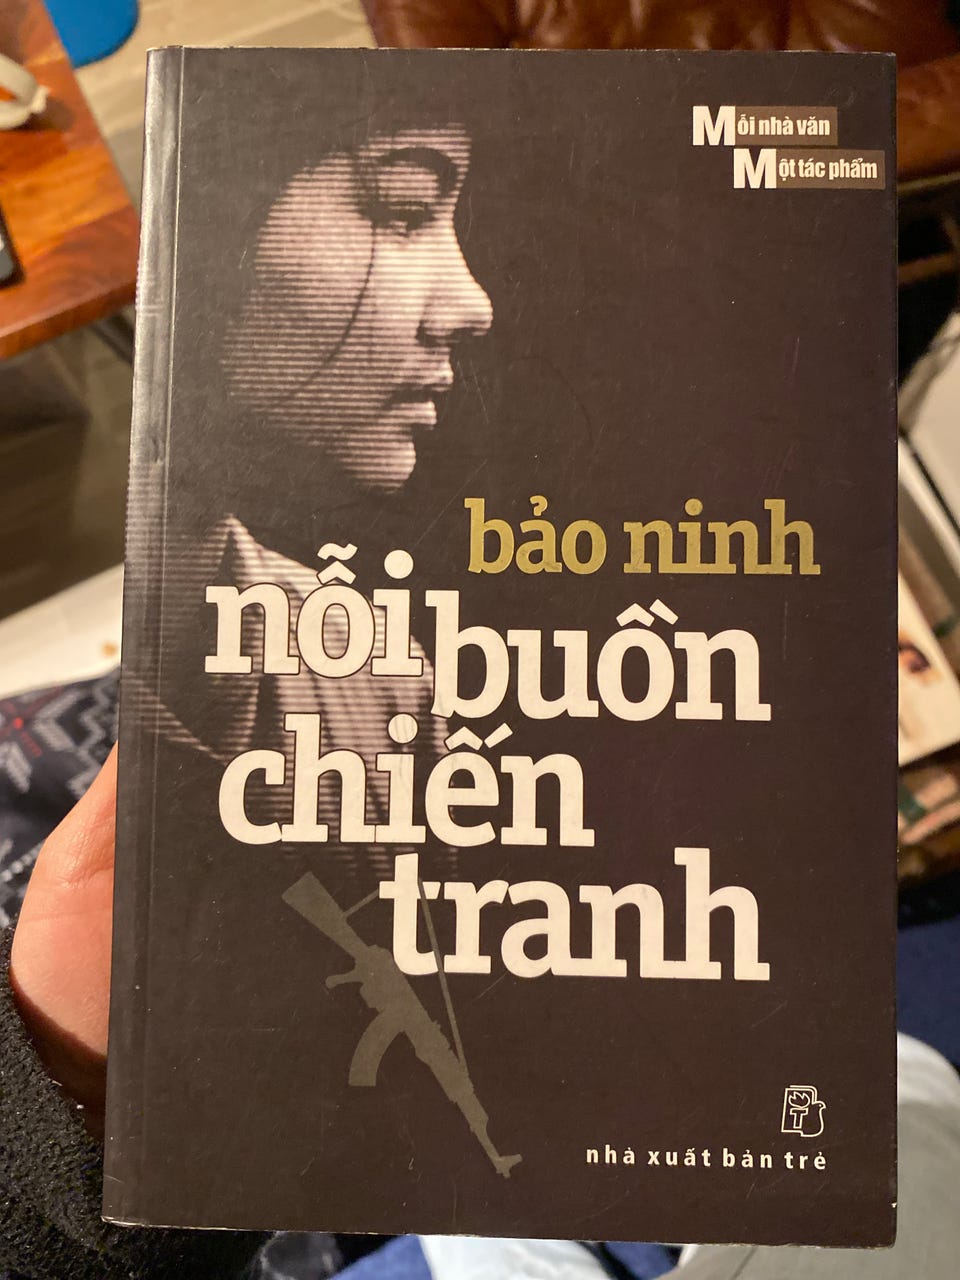 Mỗi nhà văn
Một tác phẩm
bảo ninh
nỗi buồn
chiến
tranh
T
nhà xuất bản trẻ